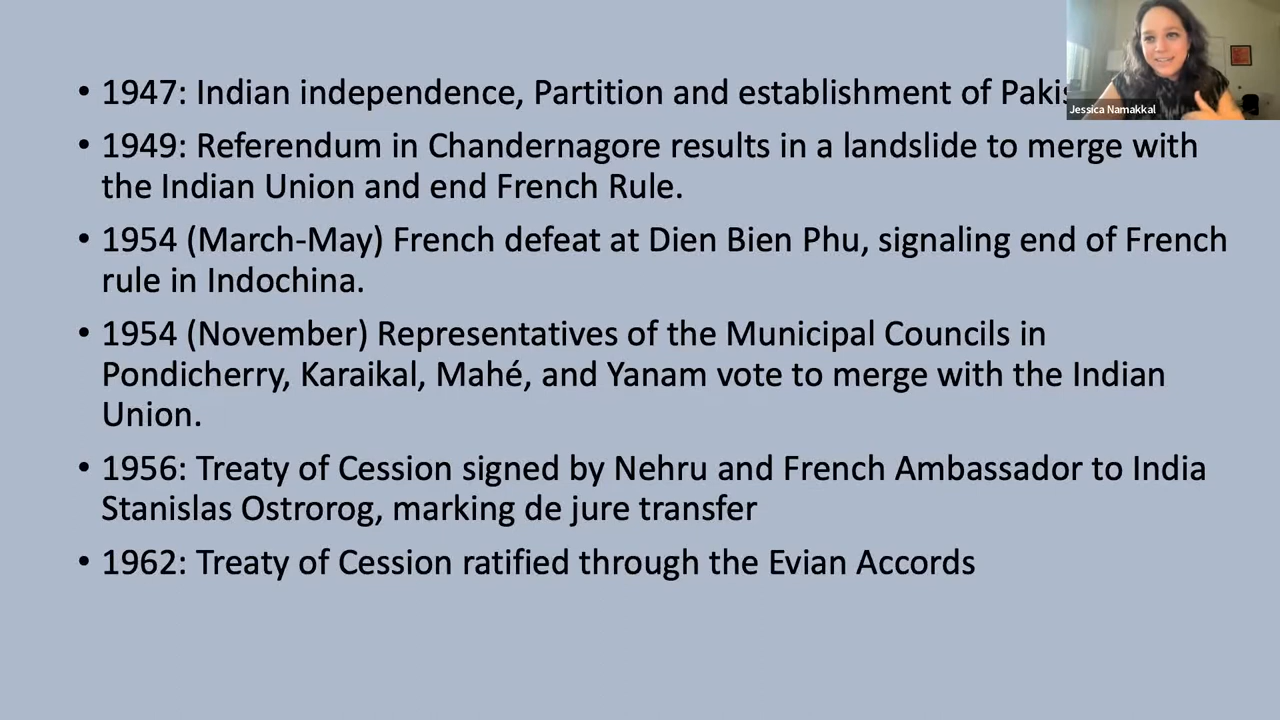 • 1947: Indian independence, Partition and establishment of
Jessica Namakkal
• 1949: Referendum in Chandernagore results in a landslide to merge with
the Indian Union and end French Rule.
• 1954 (March-May) French defeat at Dien Bien Phu, signaling end of French
rule in Indochina.
• 1954 (November) Representatives of the Municipal Councils in
Pondicherry, Karaikal, Mahé, and Yanam vote to merge with the Indian
Union.
• 1956: Treaty of Cession signed by Nehru and French Ambassador to India
Stanislas Ostrorog, marking de jure transfer
• 1962: Treaty of Cession ratified through the Evian Accords